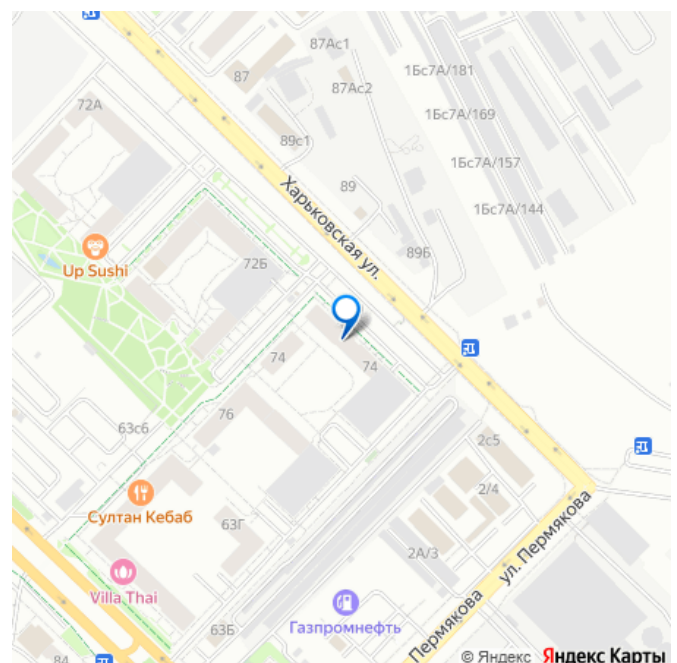 87Ас1
87
1Бс7А/181
87Ас2
72А
1Бс7А/169
89с1
1Бс7А/157
89
Харьковская ул.
1Бс7А/144
89Б
Up Sushi
72Б
74
74
76
63с6
2с5
2/4
Султан Кебаб
63Г
ул. Пермякова
2А/3
Villa Thai
Газпромнефть
63Б
Пермякова
84
© Яндекс Яндекс Карты